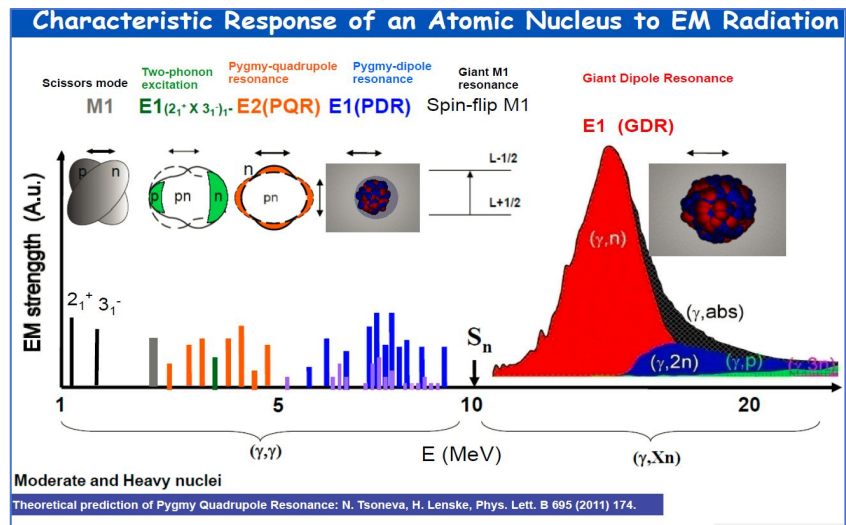 Characteristic Response of an Atomic Nucleus to EM Radiation
Scissors mode
M1
Two-phonon
excitation
E1(2₁⁺ X 3₁⁻)₁-
Pygmy-quadrupole
resonance
E2(PQR)
Pygmy-dipole
resonance
E1(PDR)
Giant M1
resonance
Spin-flip M1
Giant Dipole Resonance
E1 (GDR)
p n
p pn n
n
pn
L-1/2
L+1/2
EM strenggth (A.u.)
2₁⁺ 3₁⁻
Sₙ
(γ,n)
(γ,abs)
(γ,2n)
(γ,p)
(γ,3n)
1 5 10 20
(γ,γ)
E (MeV)
(γ,Xn)
Moderate and Heavy nuclei
Theoretical prediction of Pygmy Quadrupole Resonance: N. Tsoneva, H. Lenske, Phys. Lett. B 695 (2011) 174.